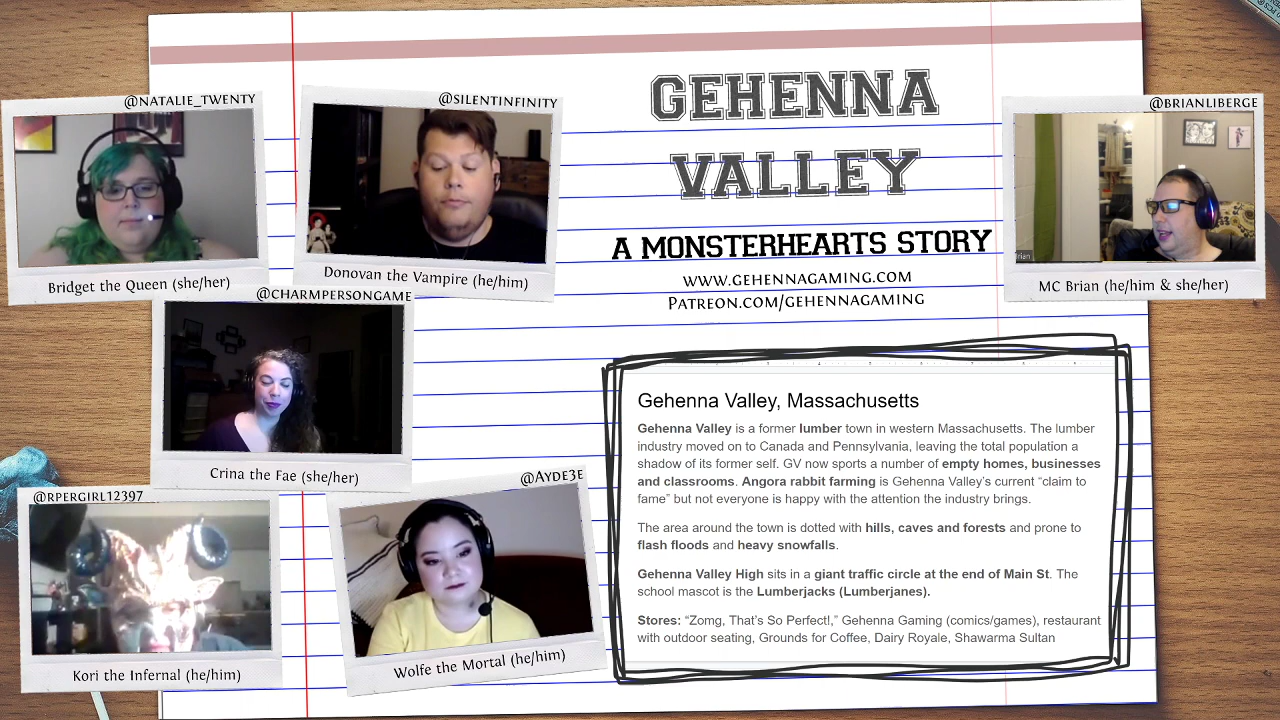 GEHENNA
VALLEY
A MONSTERHEARTS STORY
WWW.GEHENNAGAMING.COM
PATREON.COM/GEHENNAGAMING
@NATALIE_TWENTY
Bridget the Queen (she/her)
@SILENTINFINITY
Donovan the Vampire (he/him)
@BRIANLIBERGE
Brian
MC Brian (he/him & she/her)
@CHARMPERSONGAME
Crina the Fae (she/her)
@RPERGIRL12397
Kori the Infernal (he/him)
@AYDE3E
Wolfe the Mortal (he/him)
Gehenna Valley, Massachusetts
Gehenna Valley is a former lumber town in western Massachusetts. The lumber
industry moved on to Canada and Pennsylvania, leaving the total population a
shadow of its former self. GV now sports a number of empty homes, businesses
and classrooms. Angora rabbit farming is Gehenna Valley's current “claim to
fame” but not everyone is happy with the attention the industry brings.
The area around the town is dotted with hills, caves and forests and prone to
flash floods and heavy snowfalls.
Gehenna Valley High sits in a giant traffic circle at the end of Main St. The
school mascot is the Lumberjacks (Lumberjanes).
Stores: “Zomg, That’s So Perfect!,” Gehenna Gaming (comics/games), restaurant
with outdoor seating, Grounds for Coffee, Dairy Royale, Shawarma Sultan